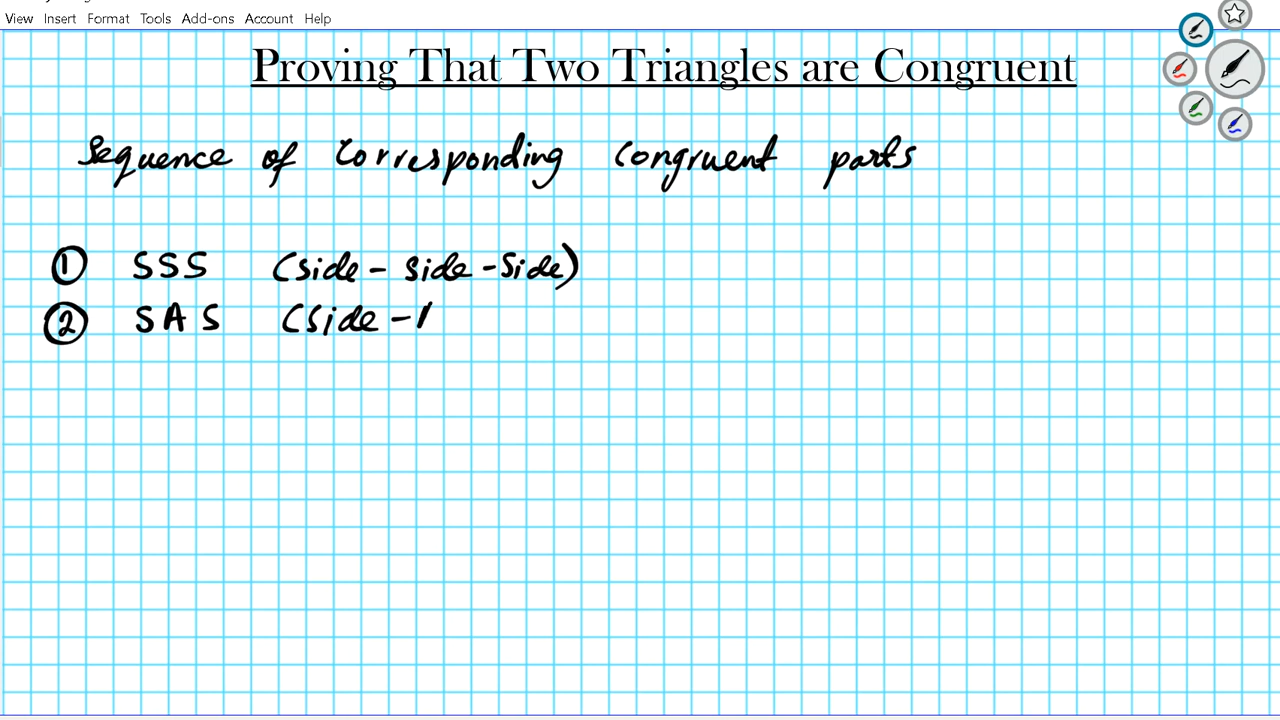 View Insert Format Tools Add-ons Account Help
Proving That Two Triangles are Congruent
Sequence of Corresponding Congruent parts
① SSS (Side - Side - Side)
② SAS (Side -